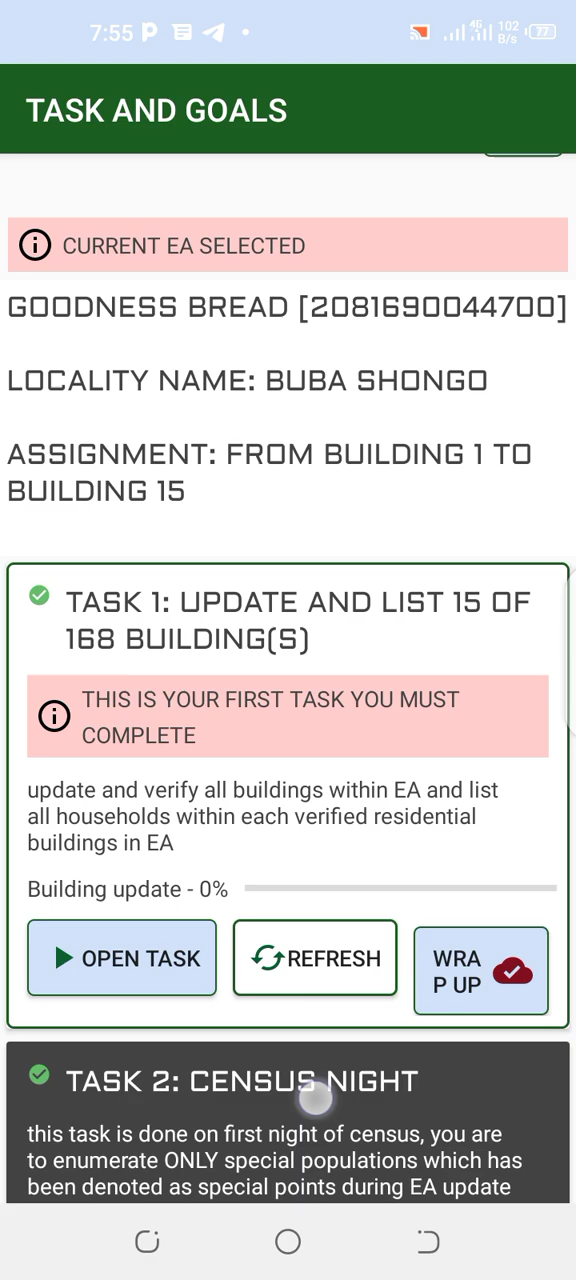 7:55
4G
102
B/s
77
TASK AND GOALS
CURRENT EA SELECTED
GOODNESS BREAD [2081690044700]
LOCALITY NAME: BUBA SHONGO
ASSIGNMENT: FROM BUILDING 1 TO
BUILDING 15
TASK 1: UPDATE AND LIST 15 OF
168 BUILDING(S)
THIS IS YOUR FIRST TASK YOU MUST
COMPLETE
update and verify all buildings within EA and list
all households within each verified residential
buildings in EA
Building update - 0%
OPEN TASK
REFRESH
WRA
P UP
TASK 2: CENSUS NIGHT
this task is done on first night of census, you are
to enumerate ONLY special populations which has
been denoted as special points during EA update